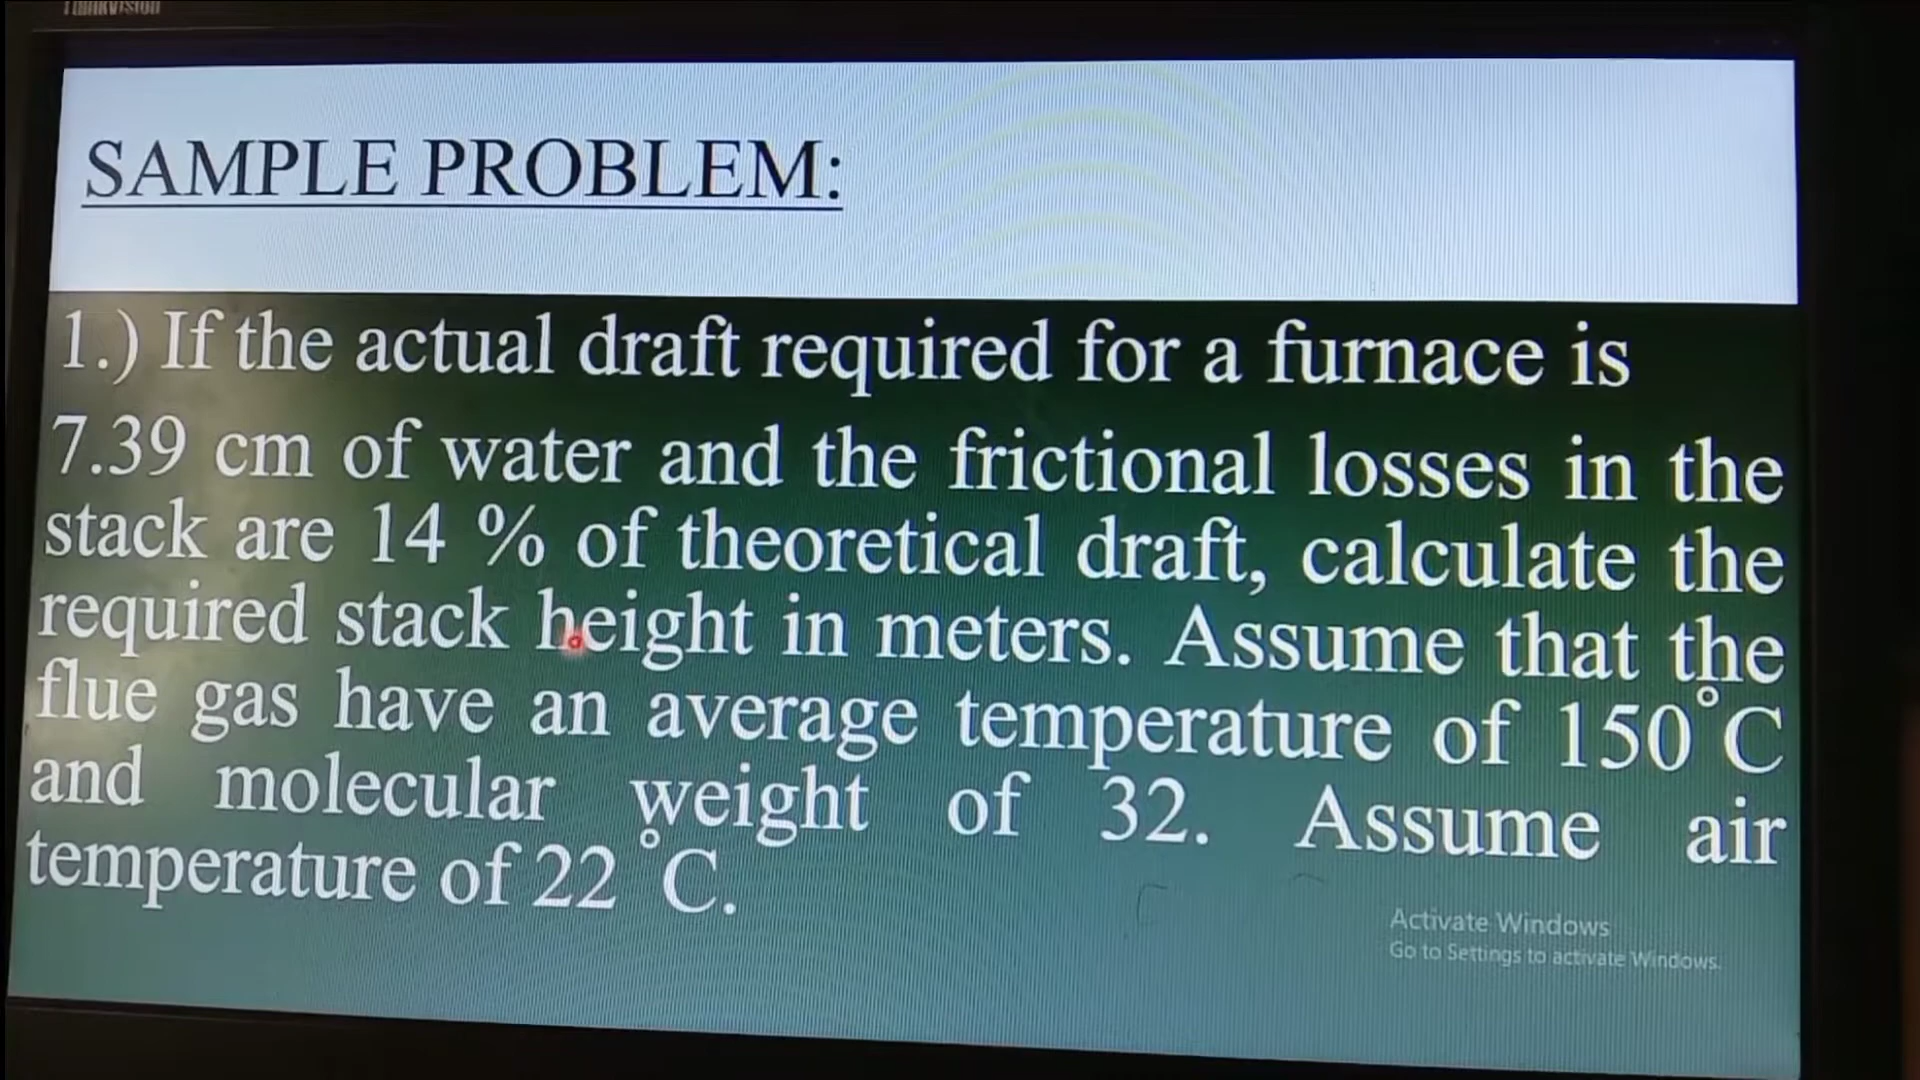 SAMPLE PROBLEM:
1.) If the actual draft required for a furnace is
7.39 cm of water and the frictional losses in the
stack are 14 % of theoretical draft, calculate the
required stack height in meters. Assume that the
flue gas have an average temperature of 150°C
and molecular weight of 32. Assume air
temperature of 22 °C.
Activate Windows
Go to Settings to activate Windows.